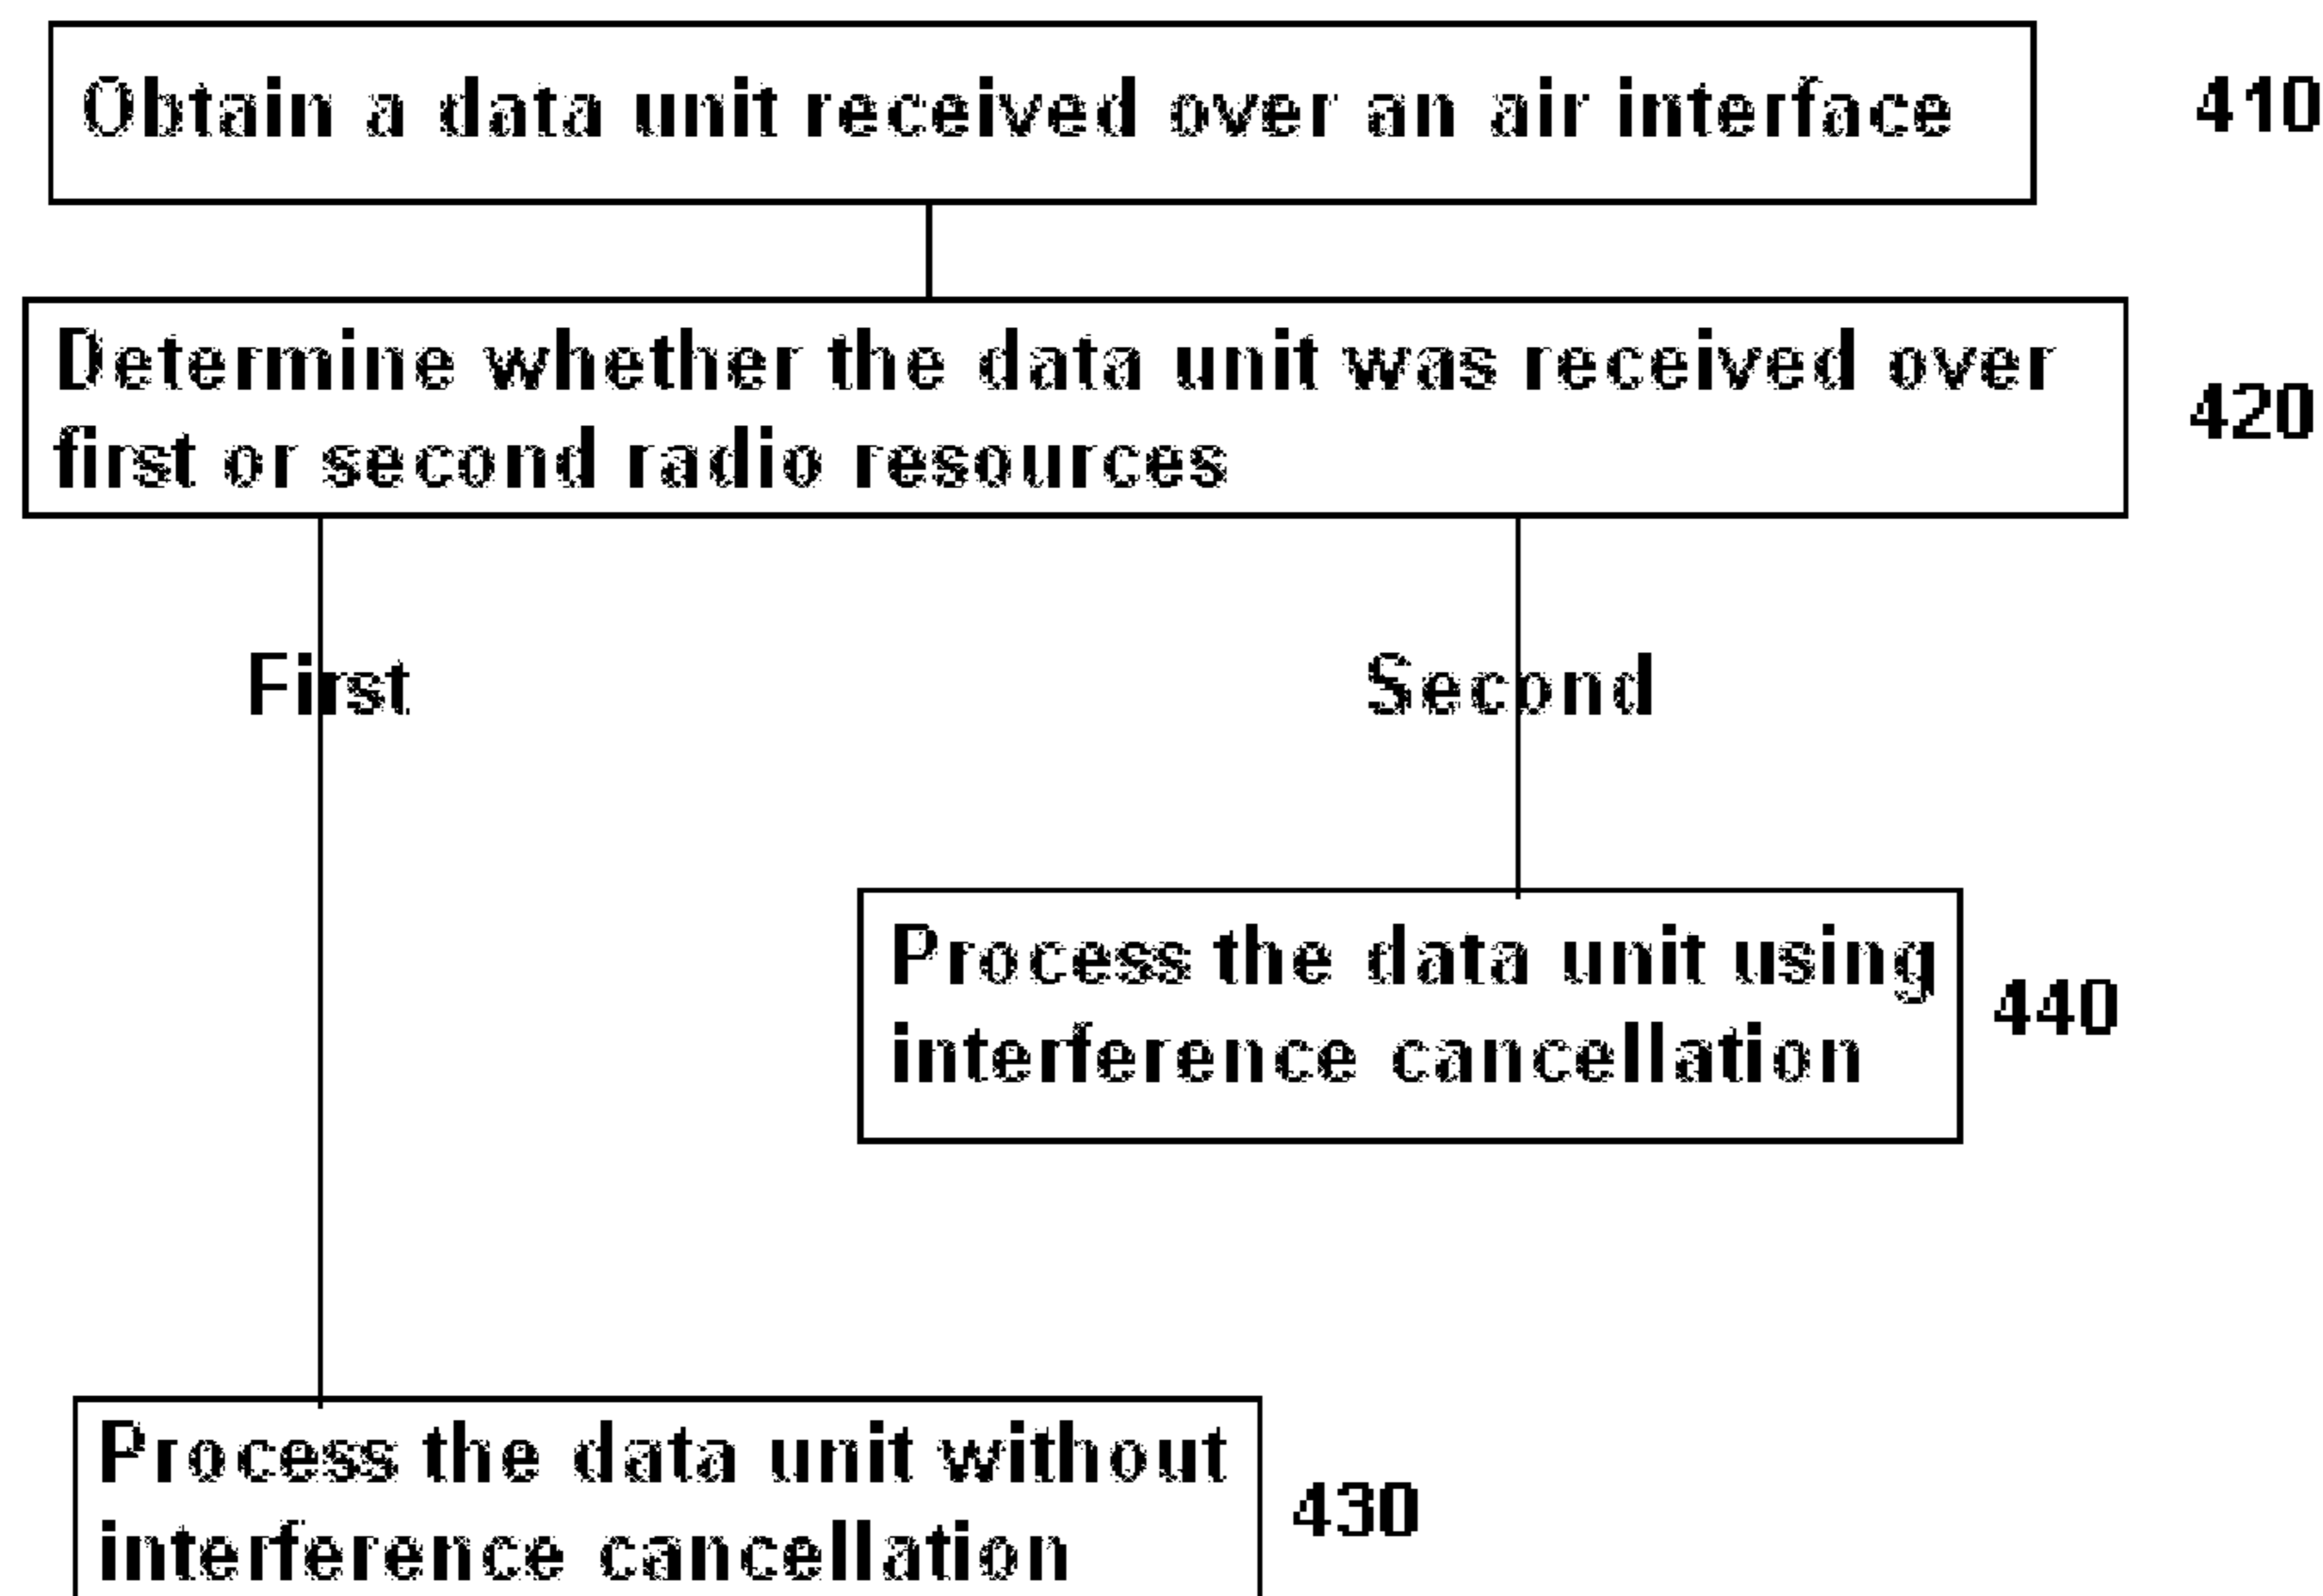 Obtain a data unit received over an air interface
410
Determine whether the data unit was received over
first or second radio resources
420
First
Second
Process the data unit using
interference cancellation
440
Process the data unit without
interference cancellation
430